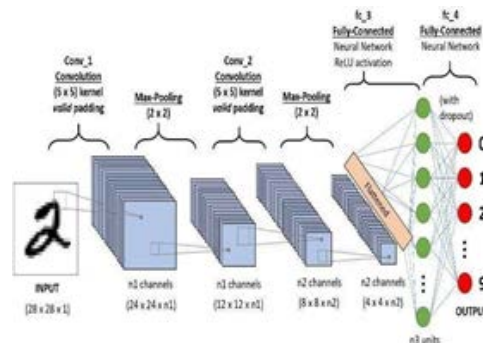 fc_3
Fully-Connected
Neural Network
ReLU activation
fc_4
Fully-Connected
Neural Network
Conv_1
Convolution
(5 x 5) kernel
valid padding
Max-Pooling
(2 x 2)
Conv_2
Convolution
(5 x 5) kernel
valid padding
Max-Pooling
(2 x 2)
(with
dropout)
Flattened
0
1
2
9
INPUT
(28 x 28 x 1)
n1 channels
(24 x 24 x n1)
n1 channels
(12 x 12 x n1)
n2 channels
(8 x 8 x n2)
n2 channels
(4 x 4 x n2)
OUTPUT
n3 units